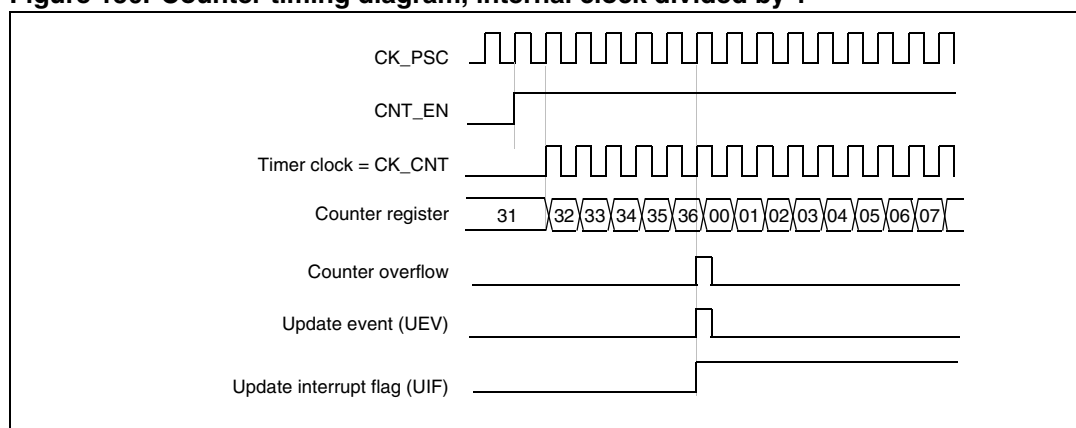 CK_PSC
CNT_EN
Timer clock = CK_CNT
Counter register 31 32 33 34 35 36 00 01 02 03 04 05 06 07
Counter overflow
Update event (UEV)
Update interrupt flag (UIF)